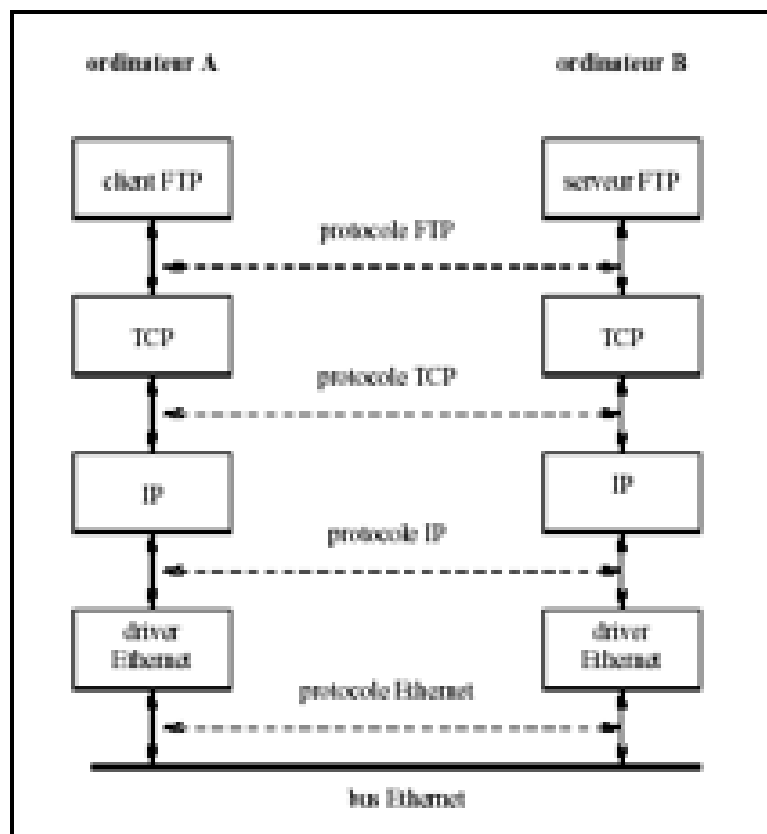 ordinateur A
ordinateur B
client FTP
serveur FTP
protocole FTP
TCP
TCP
protocole TCP
IP
IP
protocole IP
driver
Ethernet
driver
Ethernet
protocole Ethernet
bus Ethernet